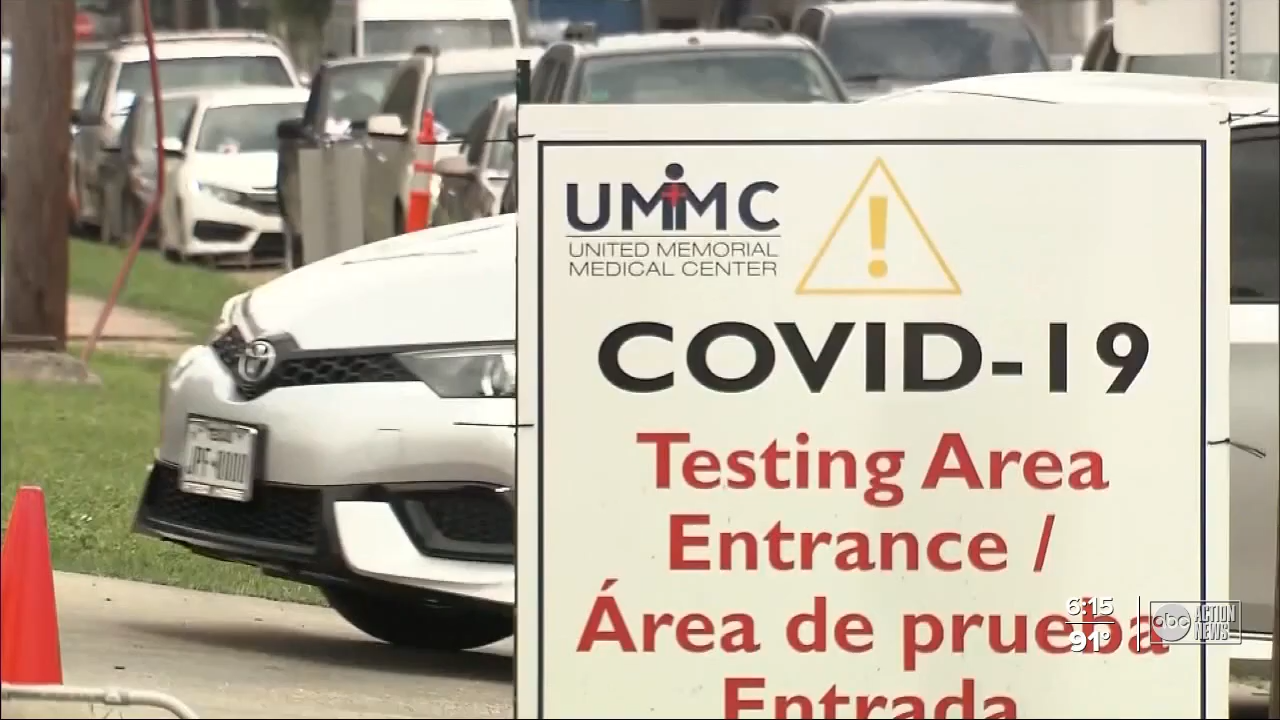 UMMC
UNITED MEMORIAL
MEDICAL CENTER
!
COVID-19
Testing Area
Entrance /
Área de prueba
Entrada
6:15
91°
abc
ACTION
NEWS